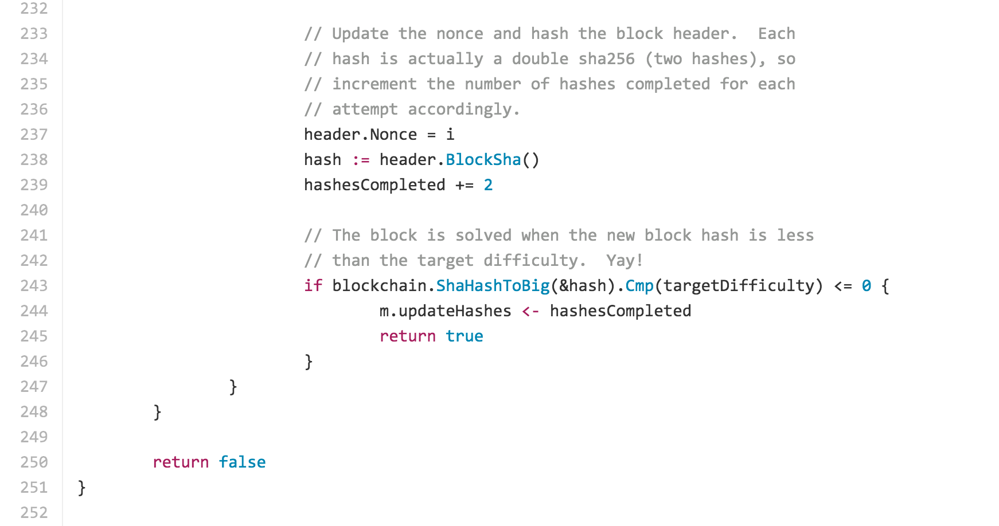 232
233 // Update the nonce and hash the block header.  Each
234 // hash is actually a double sha256 (two hashes), so
235 // increment the number of hashes completed for each
236 // attempt accordingly.
237 header.Nonce = i
238 hash := header.BlockSha()
239 hashesCompleted += 2
240
241 // The block is solved when the new block hash is less
242 // than the target difficulty.  Yay!
243 if blockchain.ShaHashToBig(&hash).Cmp(targetDifficulty) <= 0 {
244 m.updateHashes <- hashesCompleted
245 return true
246 }
247 }
248 }
249
250 return false
251 }
252